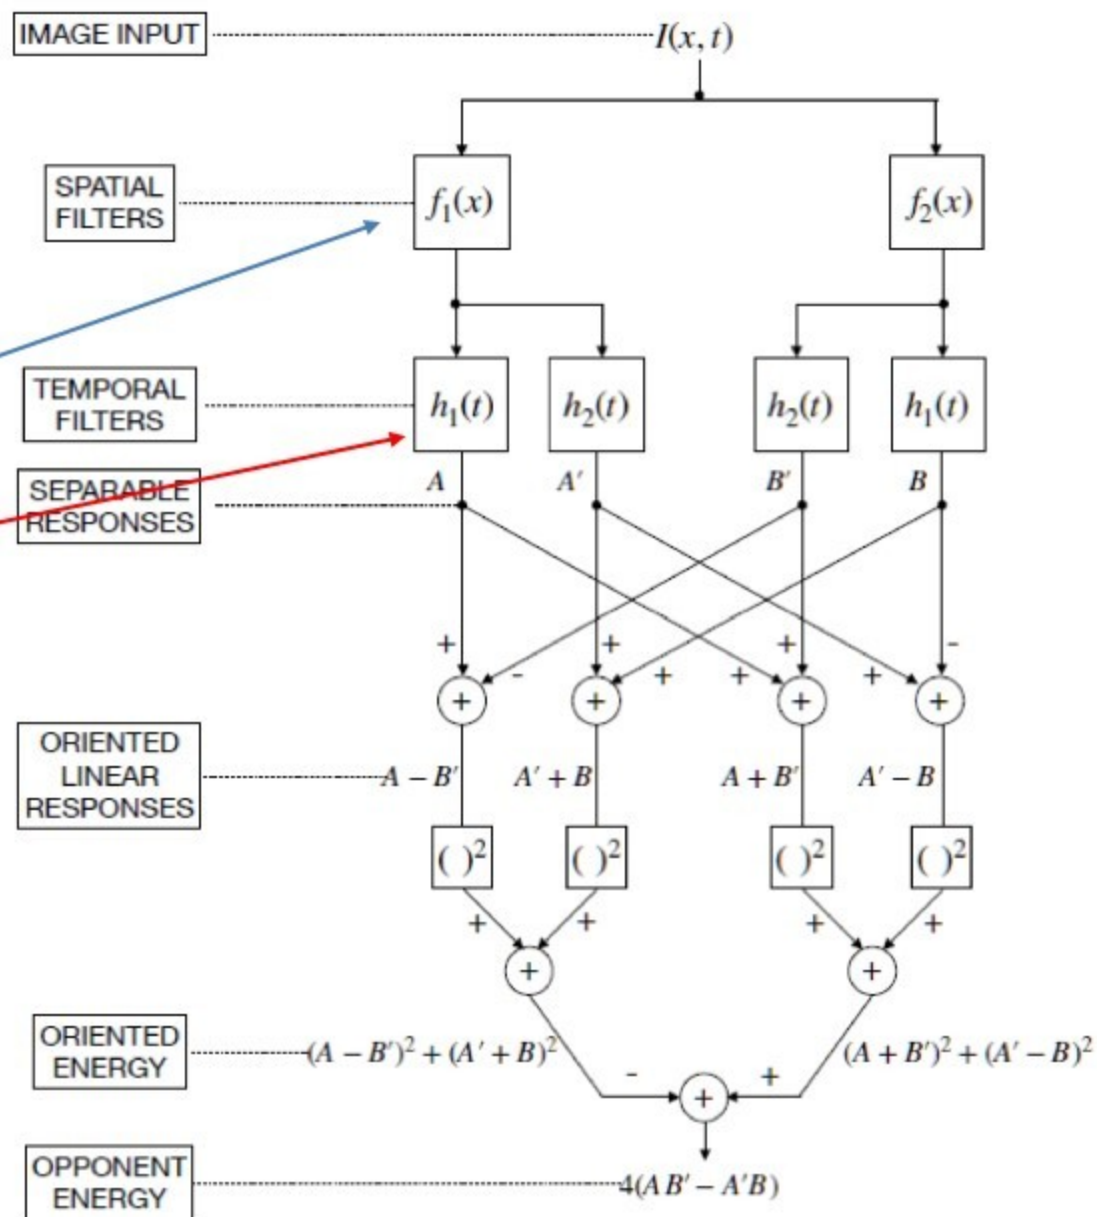 IMAGE INPUT
I(x, t)
SPATIAL
FILTERS
f₁(x)
f₂(x)
TEMPORAL
FILTERS
h₁(t)
h₂(t)
h₂(t)
h₁(t)
SEPARABLE
RESPONSES
A
A′
B′
B
+
-
+
+
+
+
+
-
+
+
+
+
ORIENTED
LINEAR
RESPONSES
A − B′
A′ + B
A + B′
A′ − B
( )²
( )²
( )²
( )²
+
+
+
+
+
+
ORIENTED
ENERGY
(A − B′)² + (A′ + B)²
(A + B′)² + (A′ − B)²
-
+
+
OPPONENT
ENERGY
4(AB′ − A′B)